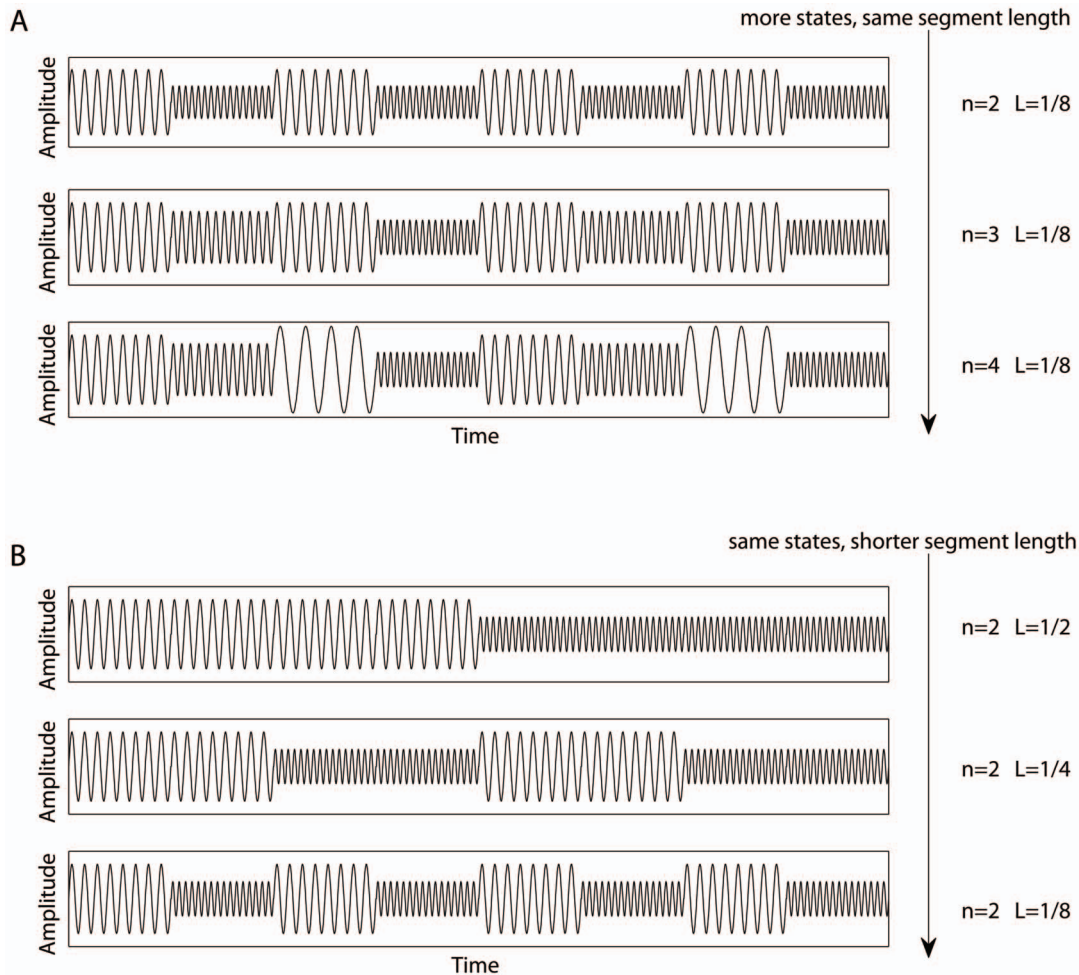 A
more states, same segment length
Amplitude
n=2 L=1/8
Amplitude
n=3 L=1/8
Amplitude
n=4 L=1/8
Time
B
same states, shorter segment length
Amplitude
n=2 L=1/2
Amplitude
n=2 L=1/4
Amplitude
n=2 L=1/8
Time